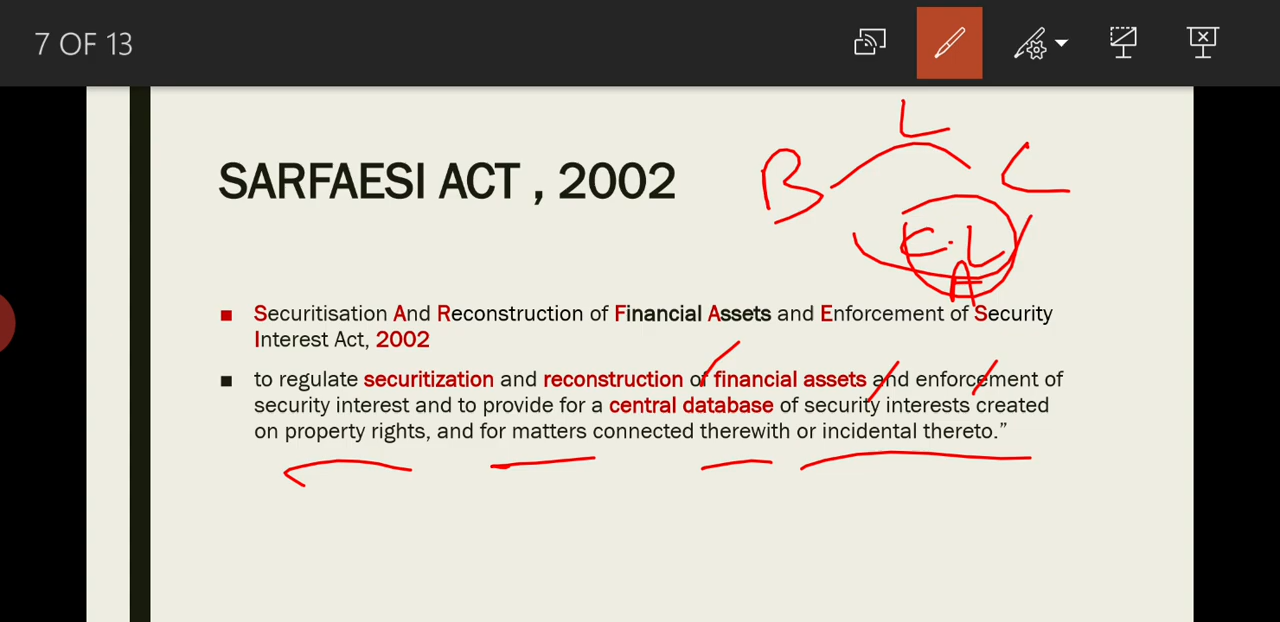 7 OF 13
L
B C
SARFAESI ACT , 2002
C.L
A
Securitisation And Reconstruction of Financial Assets and Enforcement of Security
Interest Act, 2002
to regulate securitization and reconstruction of financial assets and enforcement of
security interest and to provide for a central database of security interests created
on property rights, and for matters connected therewith or incidental thereto.”